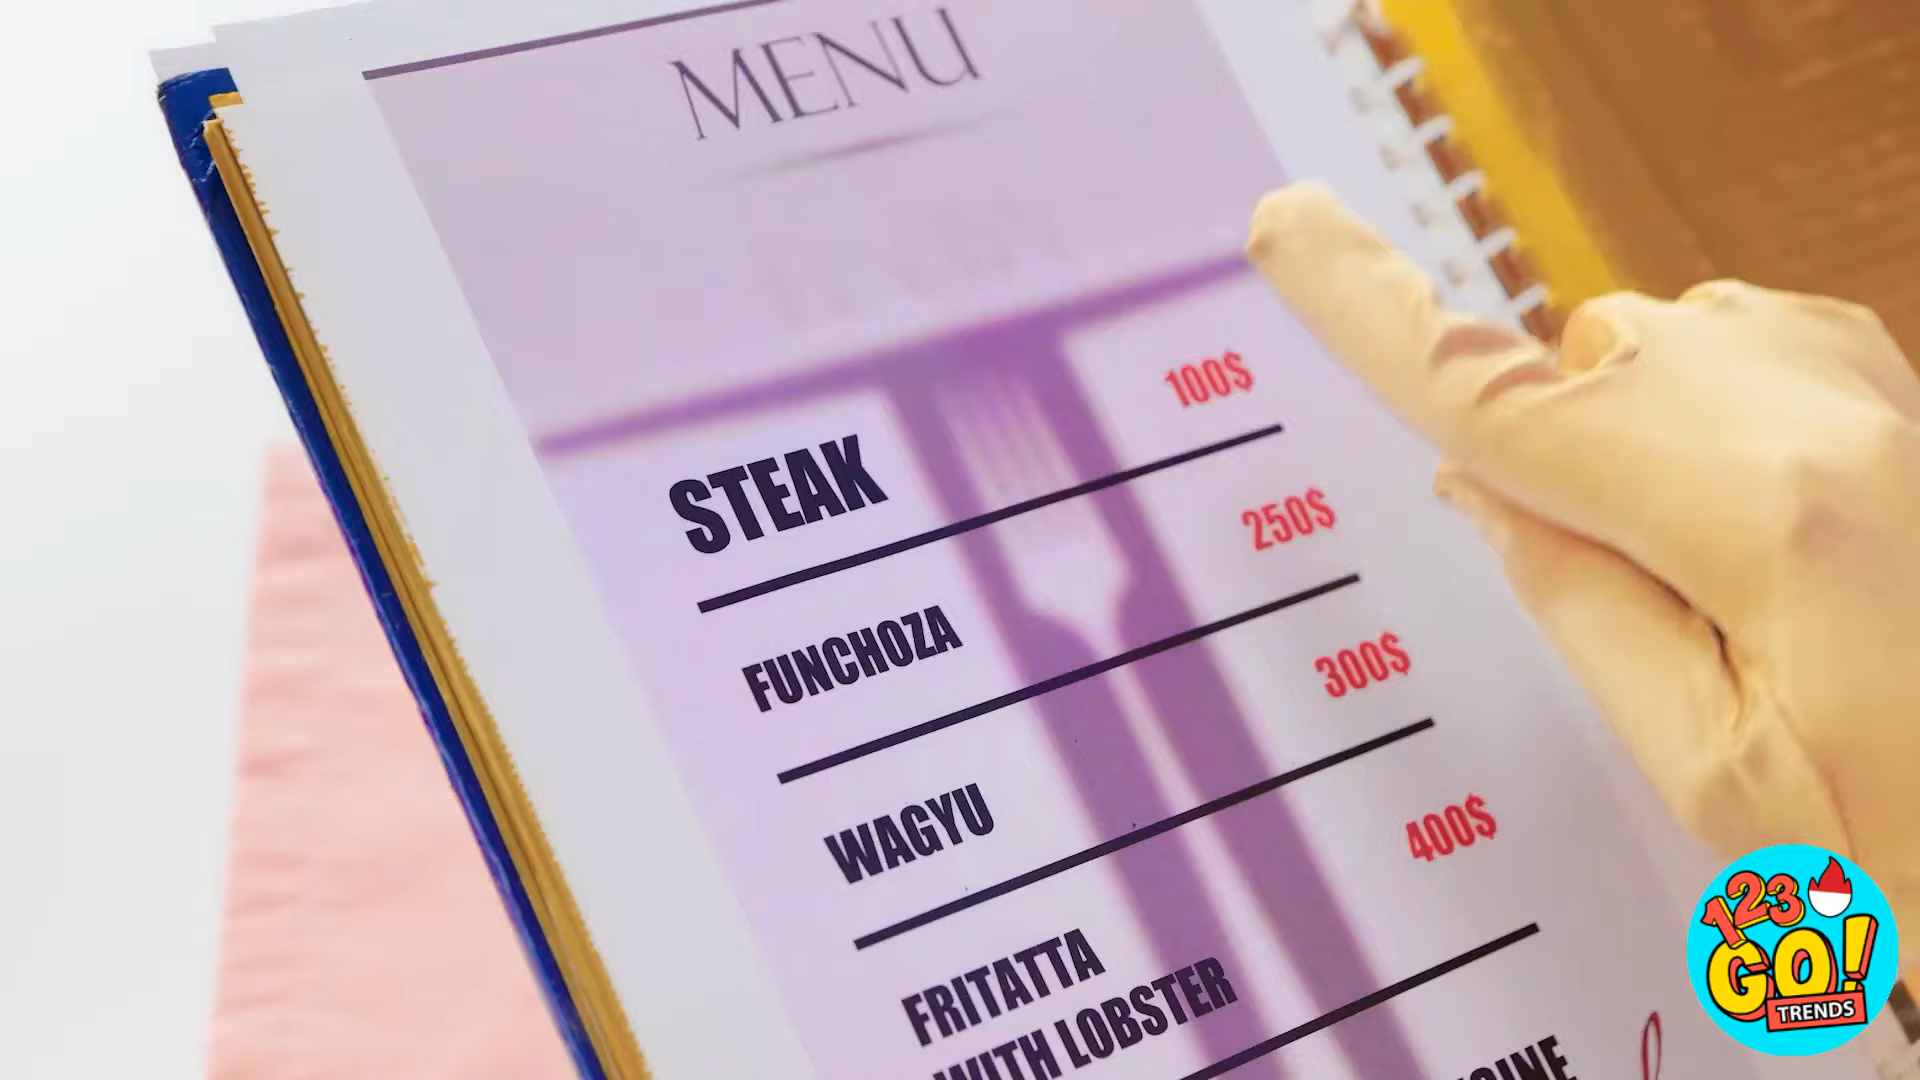 MENU
STEAK 100$
FUNCHOZA 250$
WAGYU 300$
FRITATTA 400$
WITH LOBSTER
123
GO!
TRENDS